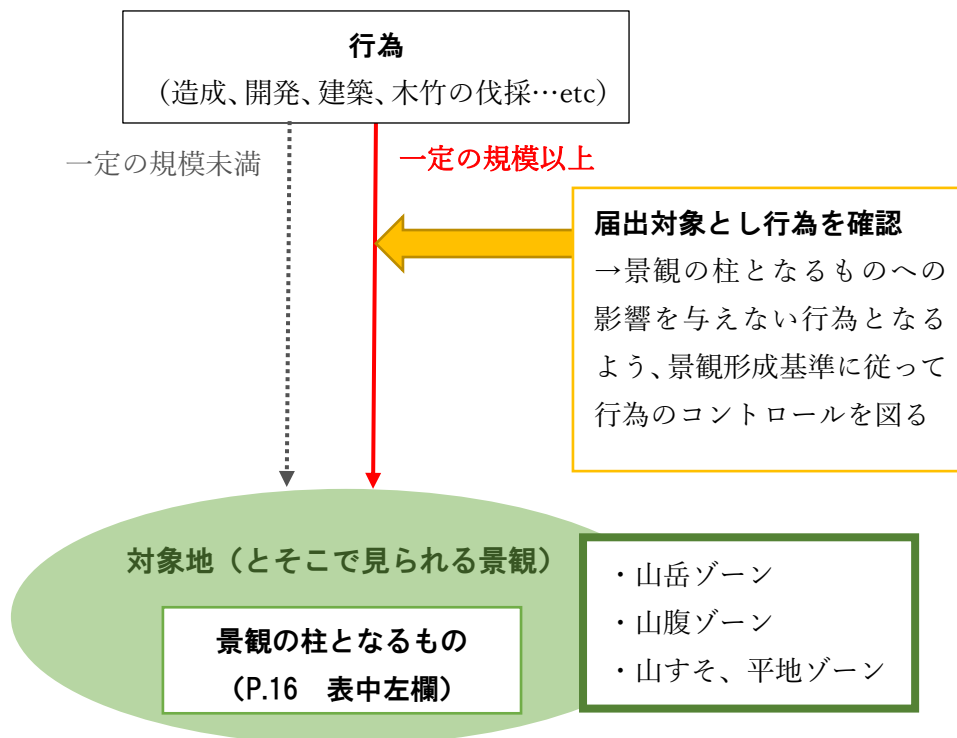 行為
（造成、開発、建築、木竹の伐採…etc）
一定の規模未満
一定の規模以上
届出対象とし行為を確認
→景観の柱となるものへの
影響を与えない行為となる
よう、景観形成基準に従って
行為のコントロールを図る
対象地（とそこで見られる景観）
景観の柱となるもの
（P.16　表中左欄）
・山岳ゾーン
・山腹ゾーン
・山すそ、平地ゾーン